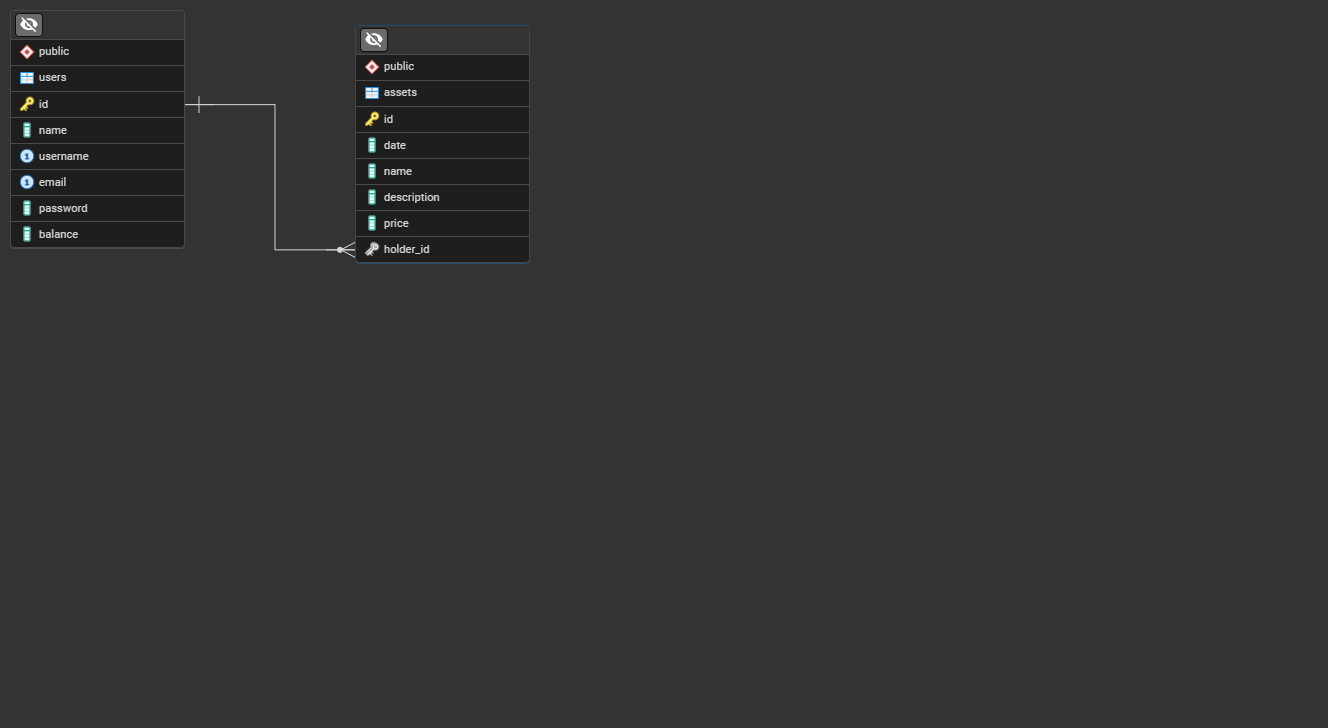 public
users
id
name
username
email
password
balance
public
assets
id
date
name
description
price
holder_id